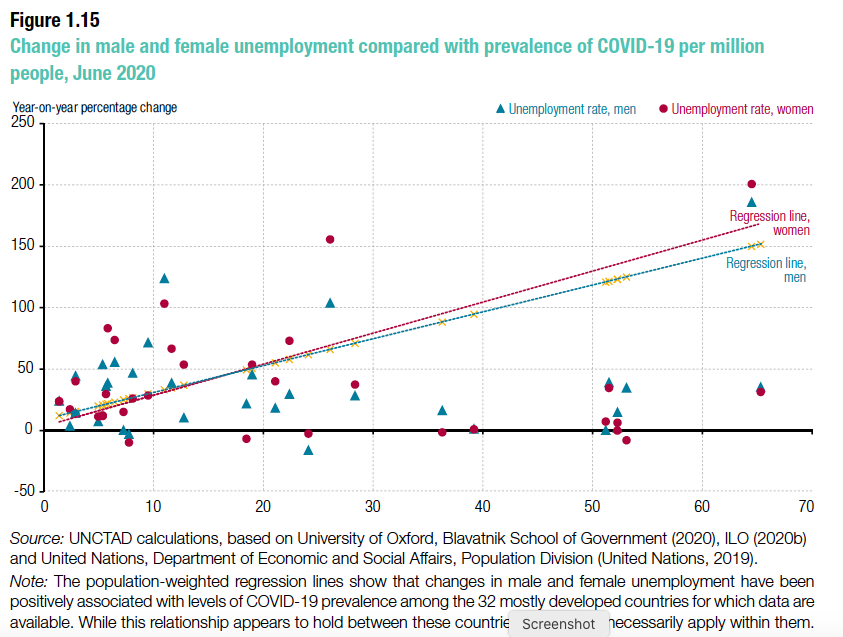 Figure 1.15
Change in male and female unemployment compared with prevalence of COVID-19 per million
people, June 2020
Year-on-year percentage change
Unemployment rate, men
Unemployment rate, women
250
200
150
100
50
0
-50
Regression line,
women
Regression line,
men
0 10 20 30 40 50 60 70
Source: UNCTAD calculations, based on University of Oxford, Blavatnik School of Government (2020), ILO (2020b)
and United Nations, Department of Economic and Social Affairs, Population Division (United Nations, 2019).
Note: The population-weighted regression lines show that changes in male and female unemployment have been
positively associated with levels of COVID-19 prevalence among the 32 mostly developed countries for which data are
available. While this relationship appears to hold between these countrie Screenshot necessarily apply within them.